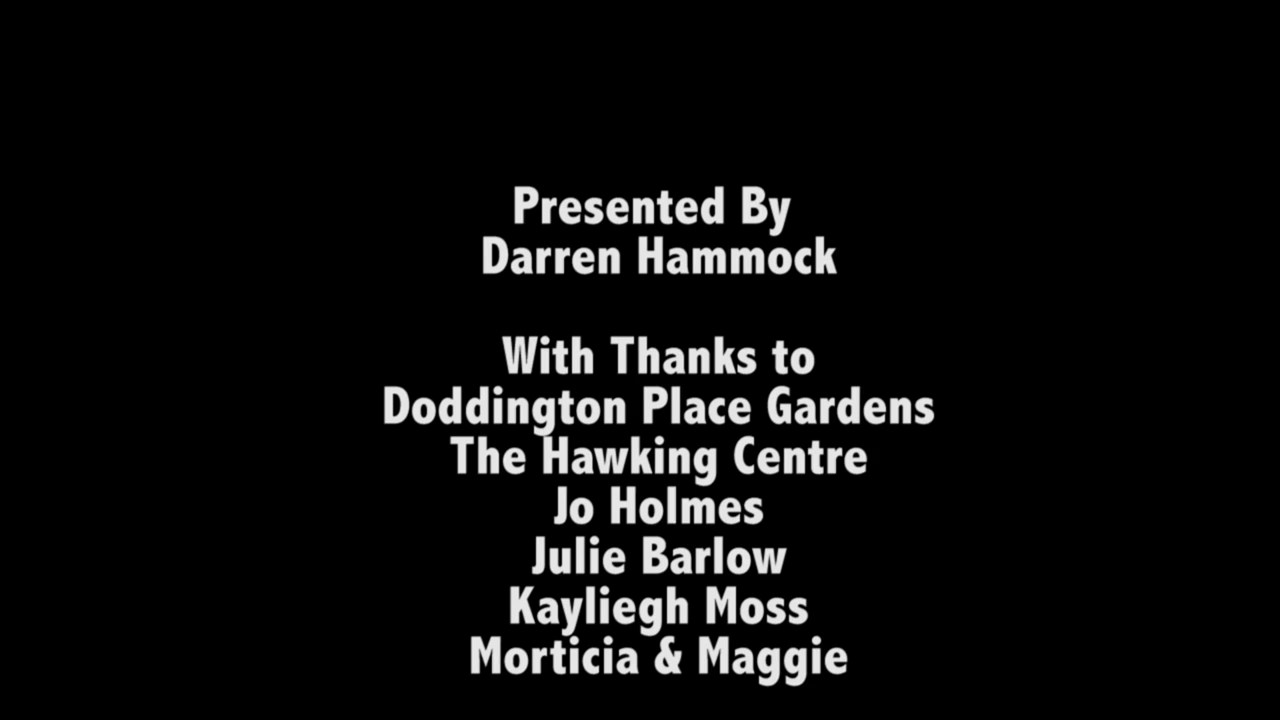 Presented By
Darren Hammock
With Thanks to
Doddington Place Gardens
The Hawking Centre
Jo Holmes
Julie Barlow
Kayliegh Moss
Morticia & Maggie